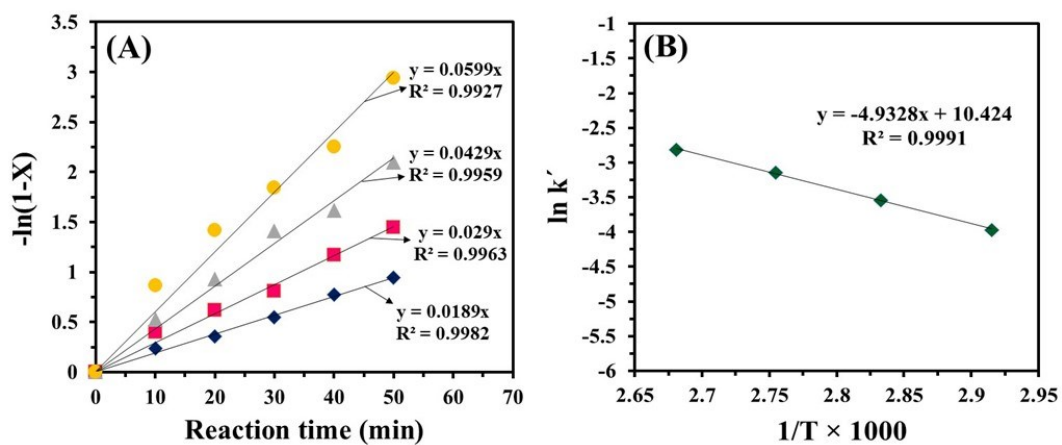 (A)
-ln(1-X)
3.5
3
2.5
2
1.5
1
0.5
0
0 10 20 30 40 50 60 70
Reaction time (min)
y = 0.0599x
R² = 0.9927
y = 0.0429x
R² = 0.9959
y = 0.029x
R² = 0.9963
y = 0.0189x
R² = 0.9982
(B)
ln k´
-1
-1.5
-2
-2.5
-3
-3.5
-4
-4.5
-5
-5.5
-6
2.65 2.7 2.75 2.8 2.85 2.9 2.95
1/T × 1000
y = -4.9328x + 10.424
R² = 0.9991